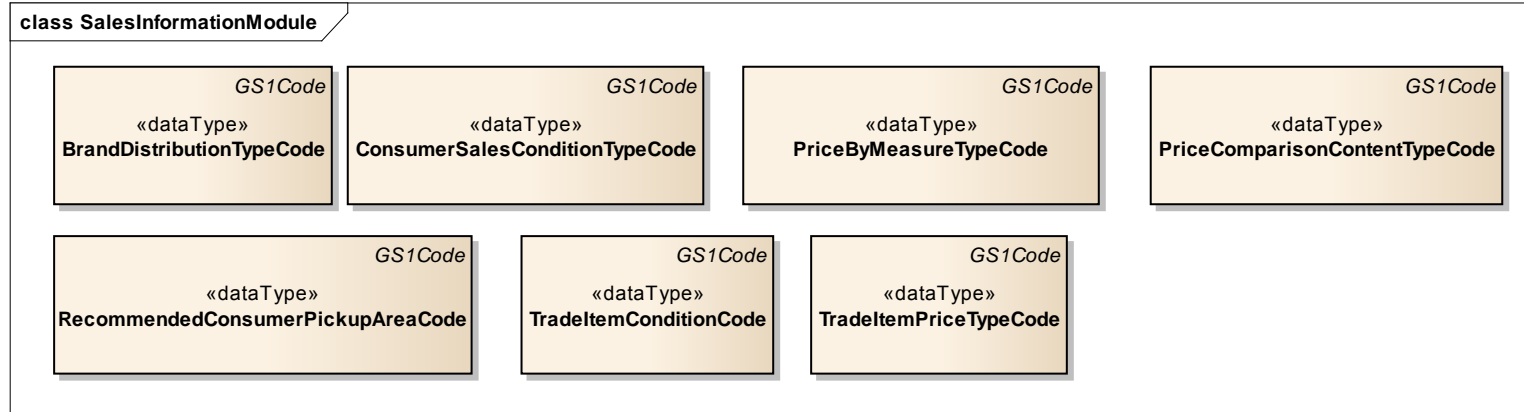 class SalesInformationModule
GS1Code
«dataType»
BrandDistributionTypeCode
GS1Code
«dataType»
ConsumerSalesConditionTypeCode
GS1Code
«dataType»
PriceByMeasureTypeCode
GS1Code
«dataType»
PriceComparisonContentTypeCode
GS1Code
«dataType»
RecommendedConsumerPickupAreaCode
GS1Code
«dataType»
TradeItemConditionCode
GS1Code
«dataType»
TradeItemPriceTypeCode